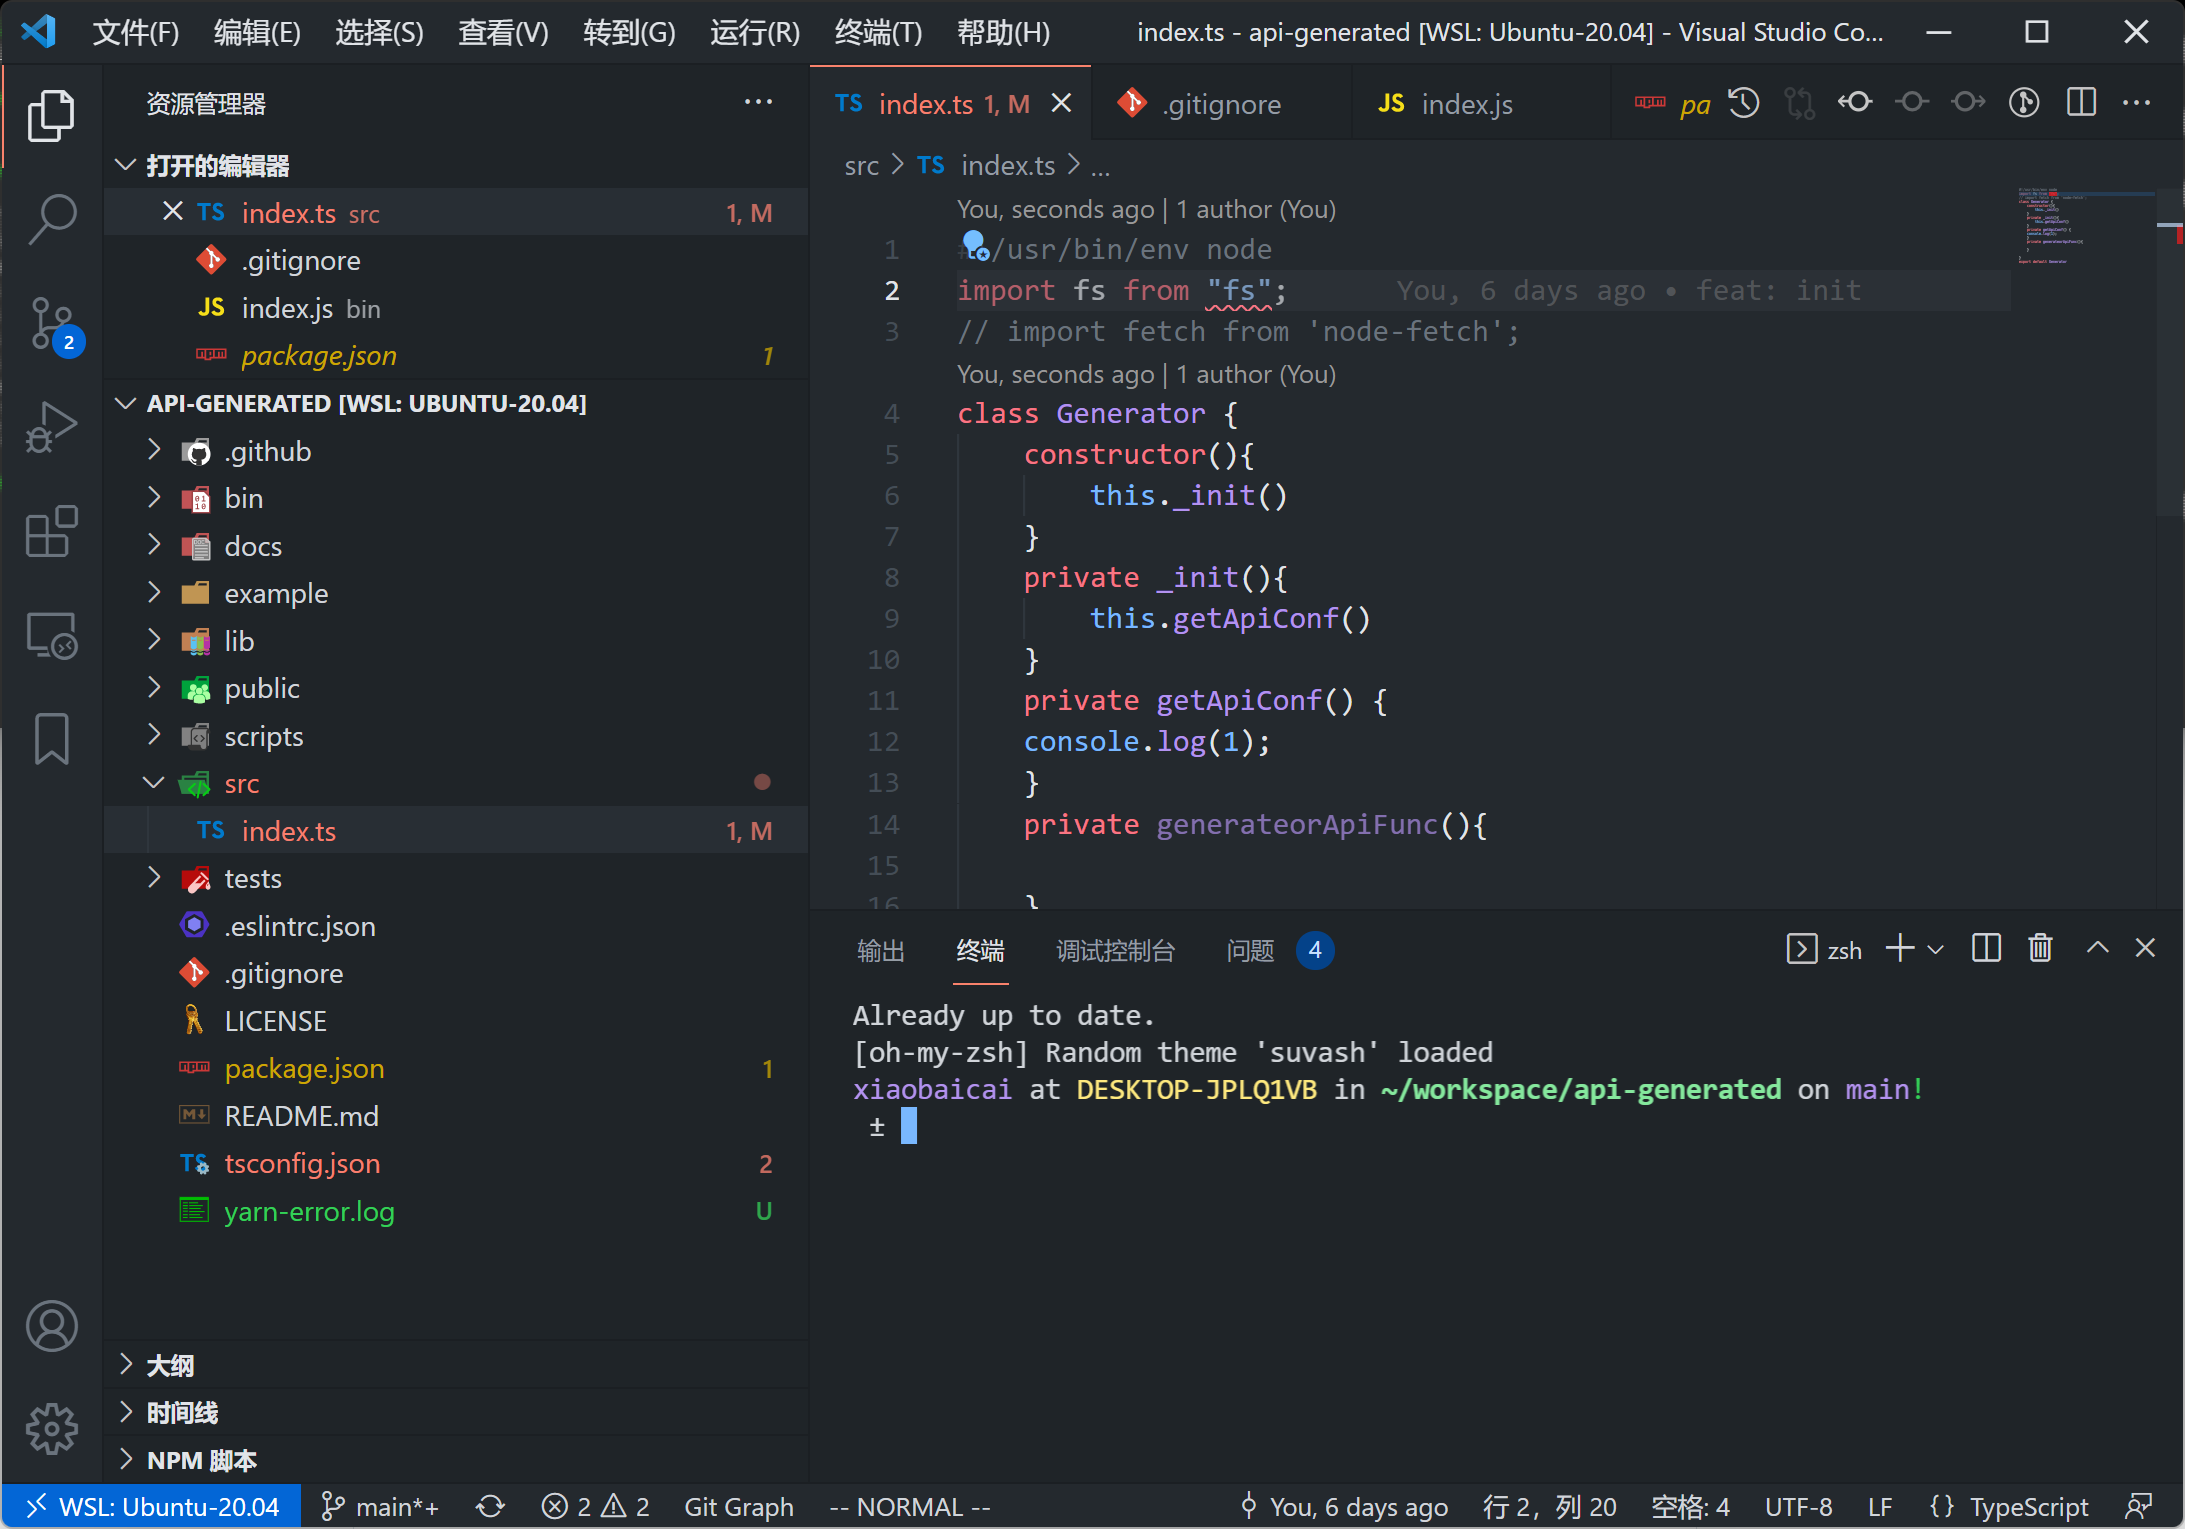 文件(F) 编辑(E) 选择(S) 查看(V) 转到(G) 运行(R) 终端(T) 帮助(H) index.ts - api-generated [WSL: Ubuntu-20.04] - Visual Studio Co...
资源管理器
打开的编辑器
TS index.ts src 1, M
.gitignore
JS index.js bin
package.json 1
API-GENERATED [WSL: UBUNTU-20.04]
.github
bin
docs
example
lib
public
scripts
src
TS index.ts 1, M
tests
.eslintrc.json
.gitignore
LICENSE
package.json 1
README.md
TS tsconfig.json 2
yarn-error.log U
大纲
时间线
NPM 脚本
2
TS index.ts 1, M .gitignore JS index.js pa
src > TS index.ts > ...
You, seconds ago | 1 author (You)
1 /usr/bin/env node
2 import fs from "fs"; You, 6 days ago • feat: init
3 // import fetch from 'node-fetch';
You, seconds ago | 1 author (You)
4 class Generator {
5 constructor(){
6 this._init()
7 }
8 private _init(){
9 this.getApiConf()
10 }
11 private getApiConf() {
12 console.log(1);
13 }
14 private generateorApiFunc(){
15
16 }
输出 终端 调试控制台 问题 4 zsh
Already up to date.
[oh-my-zsh] Random theme 'suvash' loaded
xiaobaicai at DESKTOP-JPLQ1VB in ~/workspace/api-generated on main!
±
WSL: Ubuntu-20.04 main*+ 2 2 Git Graph -- NORMAL -- You, 6 days ago 行 2，列 20 空格: 4 UTF-8 LF {} TypeScript